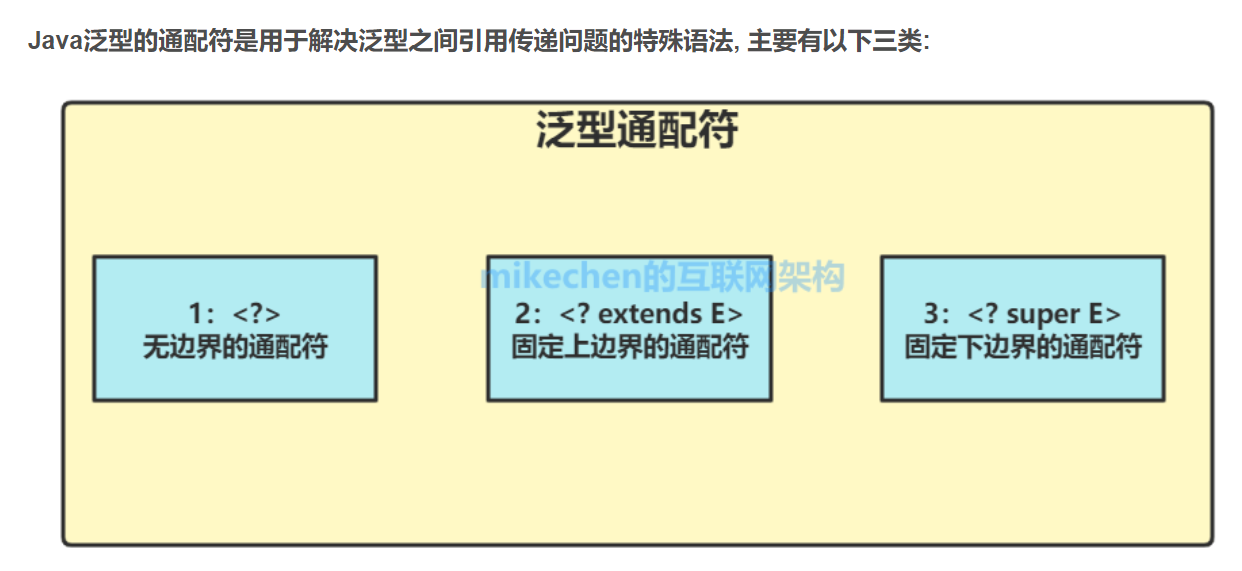 Java泛型的通配符是用于解决泛型之间引用传递问题的特殊语法, 主要有以下三类:
泛型通配符
mikechen的互联网架构
1：<?>
无边界的通配符
2：<? extends E>
固定上边界的通配符
3：<? super E>
固定下边界的通配符